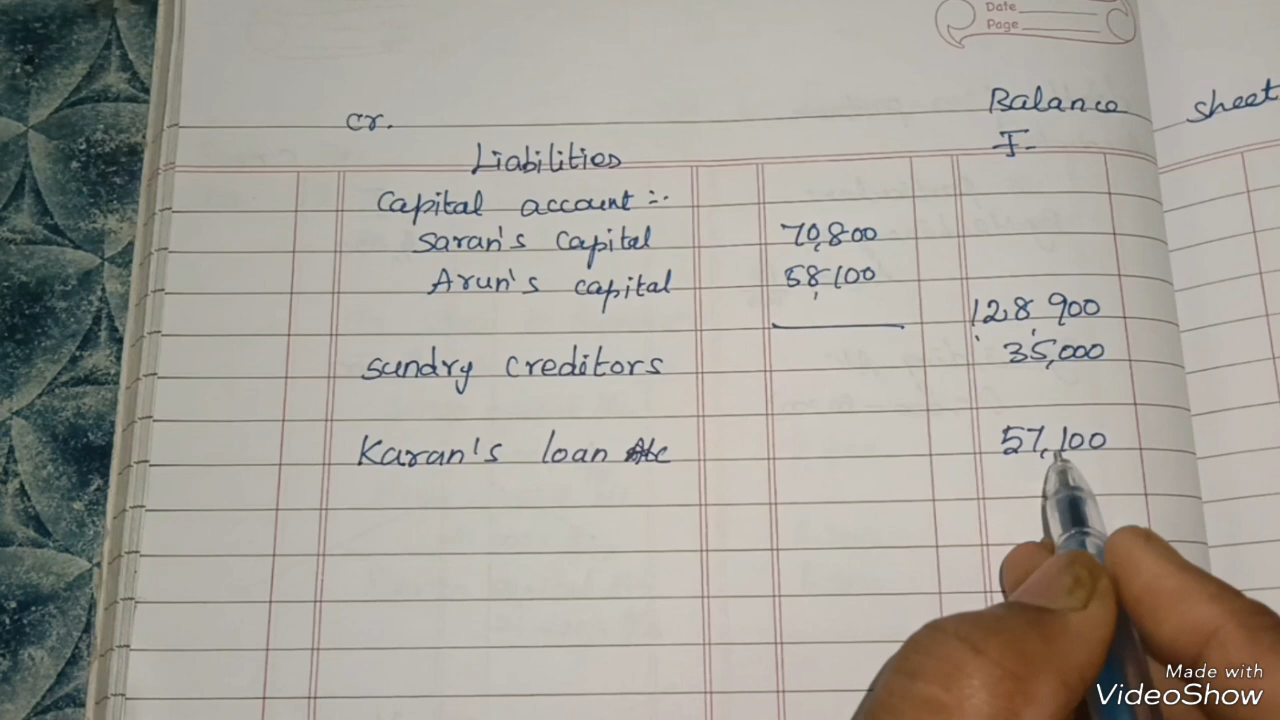 Date
Page
Balance sheet
cr.
Liabilities
Capital account :-
Saran's capital 70,800
Arun's capital 58,100
128,900
Sundry creditors 35,000
Karan's loan A/c 57,100
Made with
VideoShow